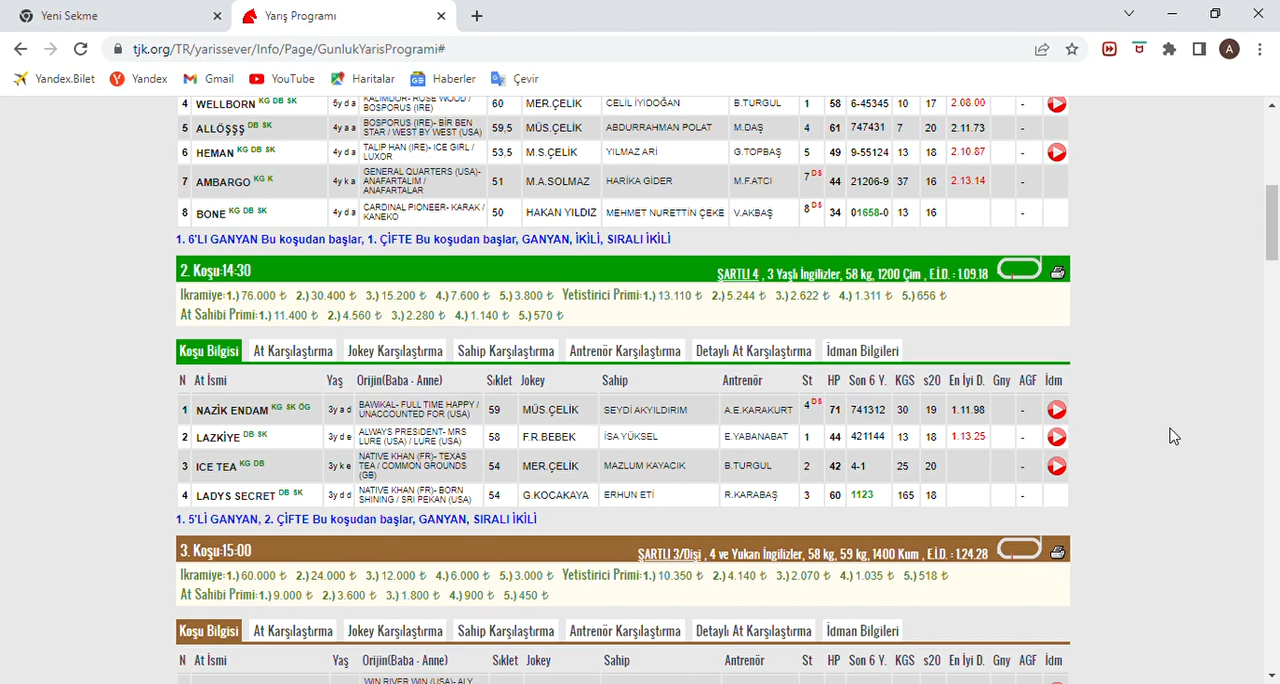 Yeni Sekme
Yarış Programı
tjk.org/TR/yarissever/Info/Page/GunlukYarisProgrami#
A
Yandex.Bilet Yandex Gmail YouTube Haritalar Haberler Çevir
4 WELLBORN KG DB SK 5y d a KALIMDOR- ROSE WOOD / BOSPORUS (IRE) 60 MER.ÇELİK CELİL İYİDOĞAN B.TURGUL 1 58 6-45345 10 17 2.08.00 -
5 ALLÖŞŞŞ DB SK 4y a a BOSPORUS (IRE)- BİR BEN STAR / WEST BY WEST (USA) 59,5 MÜS.ÇELİK ABDURRAHMAN POLAT M.DAŞ 4 61 747431 7 20 2.11.73 -
6 HEMAN KG DB SK 4y d a TALIP HAN (IRE)- ICE GIRL / LUXOR 53,5 M.S.ÇELİK YILMAZ ARİ G.TOPBAŞ 5 49 9-55124 13 18 2.10.87 -
7 AMBARGO KG K 4y k a GENERAL QUARTERS (USA)- ANAFARTALIM / ANAFARTALAR 51 M.A.SOLMAZ HARİKA GİDER M.F.ATCI 7 DS 44 21206-9 37 16 2.13.14 -
8 BONE KG DB SK 4y d a CARDINAL PIONEER- KARAK / KANEKO 50 HAKAN YILDIZ MEHMET NURETTİN ÇEKE V.AKBAŞ 8 DS 34 01658-0 13 16 -
1. 6'LI GANYAN Bu koşudan başlar, 1. ÇİFTE Bu koşudan başlar, GANYAN, İKİLİ, SIRALI İKİLİ
2. Koşu:14:30 ŞARTLI 4 , 3 Yaşlı İngilizler, 58 kg, 1200 Çim , E.İ.D. : 1.09.18
Ikramiye:1.) 76.000 ₺ 2.) 30.400 ₺ 3.) 15.200 ₺ 4.) 7.600 ₺ 5.) 3.800 ₺ Yetistirici Primi:1.) 13.110 ₺ 2.) 5.244 ₺ 3.) 2.622 ₺ 4.) 1.311 ₺ 5.) 656 ₺
At Sahibi Primi:1.) 11.400 ₺ 2.) 4.560 ₺ 3.) 2.280 ₺ 4.) 1.140 ₺ 5.) 570 ₺
Koşu Bilgisi At Karşılaştırma Jokey Karşılaştırma Sahip Karşılaştırma Antrenör Karşılaştırma Detaylı At Karşılaştırma İdman Bilgileri
N At İsmi Yaş Orijin(Baba - Anne) Sıklet Jokey Sahip Antrenör St HP Son 6 Y. KGS s20 En İyi D. Gny AGF İdm
1 NAZİK ENDAM KG SK ÖG 3y a d BAWKAL- FULL TIME HAPPY / UNACCOUNTED FOR (USA) 59 MÜS.ÇELİK SEYDİ AKYILDIRIM A.E.KARAKURT 4 DS 71 741312 30 19 1.11.98 -
2 LAZKİYE DB SK 3y d e ALWAYS PRESIDENT- MRS LURE (USA) / LURE (USA) 58 F.R.BEBEK İSA YÜKSEL E.YABANABAT 1 44 421144 13 18 1.13.25 -
3 ICE TEA KG DB 3y k e NATIVE KHAN (FR)- TEXAS TEA / COMMON GROUNDS (GB) 54 MER.ÇELİK MAZLUM KAYACIK B.TURGUL 2 42 4-1 25 20 -
4 LADYS SECRET DB SK 3y d d NATIVE KHAN (FR)- BORN SHINING / SRI PEKAN (USA) 54 G.KOCAKAYA ERHUN ETİ R.KARABAŞ 3 60 1123 165 18 -
1. 5'Lİ GANYAN, 2. ÇİFTE Bu koşudan başlar, GANYAN, SIRALI İKİLİ
3. Koşu:15:00 ŞARTLI 3/Dişi , 4 ve Yukarı İngilizler, 58 kg, 59 kg, 1400 Kum , E.İ.D. : 1.24.28
Ikramiye:1.) 60.000 ₺ 2.) 24.000 ₺ 3.) 12.000 ₺ 4.) 6.000 ₺ 5.) 3.000 ₺ Yetistirici Primi:1.) 10.350 ₺ 2.) 4.140 ₺ 3.) 2.070 ₺ 4.) 1.035 ₺ 5.) 518 ₺
At Sahibi Primi:1.) 9.000 ₺ 2.) 3.600 ₺ 3.) 1.800 ₺ 4.) 900 ₺ 5.) 450 ₺
Koşu Bilgisi At Karşılaştırma Jokey Karşılaştırma Sahip Karşılaştırma Antrenör Karşılaştırma Detaylı At Karşılaştırma İdman Bilgileri
N At İsmi Yaş Orijin(Baba - Anne) Sıklet Jokey Sahip Antrenör St HP Son 6 Y. KGS s20 En İyi D. Gny AGF İdm
WIN RIVER WIN (USA)- ALY